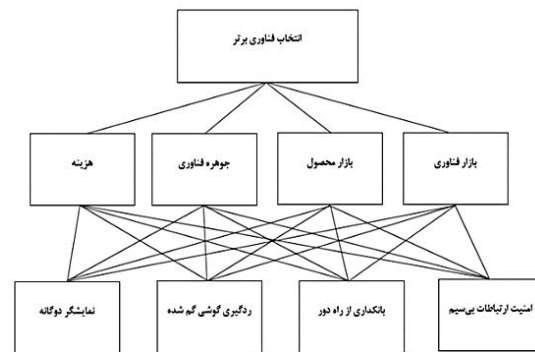 انتخاب فناوری برتر
بازار فناوری
بازار محصول
جوهره فناوری
هزینه
امنیت ارتباطات بی‌سیم
بانکداری از راه دور
ردگیری گوشی گم شده
نمایشگر دوگانه